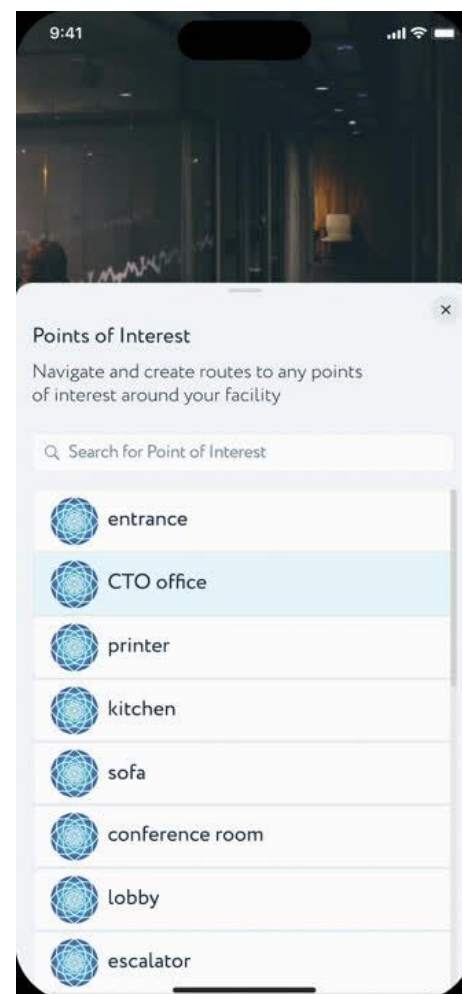 9:41
Points of Interest
Navigate and create routes to any points
of interest around your facility
Search for Point of Interest
entrance
CTO office
printer
kitchen
sofa
conference room
lobby
escalator